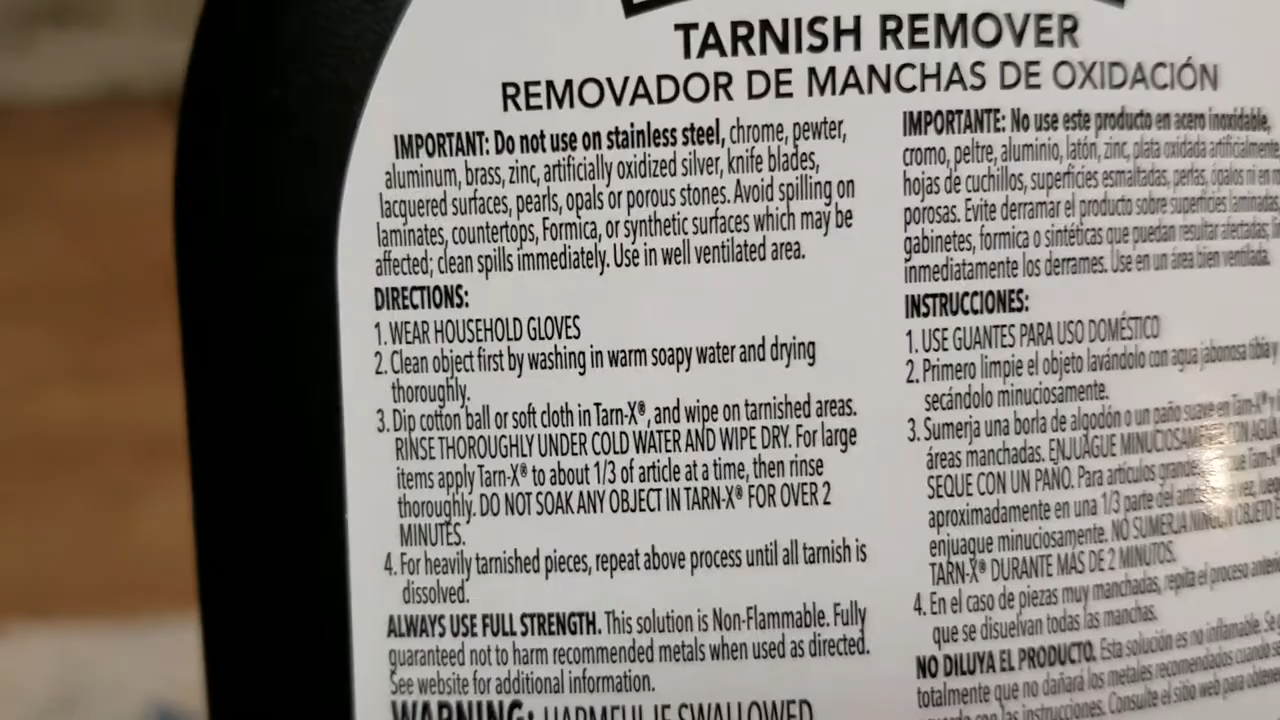 TARNISH REMOVER
REMOVADOR DE MANCHAS DE OXIDACIÓN
IMPORTANT: Do not use on stainless steel, chrome, pewter,
aluminum, brass, zinc, artificially oxidized silver, knife blades,
lacquered surfaces, pearls, opals or porous stones. Avoid spilling on
laminates, countertops, Formica, or synthetic surfaces which may be
affected; clean spills immediately. Use in well ventilated area.
DIRECTIONS:
1. WEAR HOUSEHOLD GLOVES
2. Clean object first by washing in warm soapy water and drying
thoroughly.
3. Dip cotton ball or soft cloth in Tarn-X®, and wipe on tarnished areas.
RINSE THOROUGHLY UNDER COLD WATER AND WIPE DRY. For large
items apply Tarn-X® to about 1/3 of article at a time, then rinse
thoroughly. DO NOT SOAK ANY OBJECT IN TARN-X® FOR OVER 2
MINUTES.
4. For heavily tarnished pieces, repeat above process until all tarnish is
dissolved.
ALWAYS USE FULL STRENGTH. This solution is Non-Flammable. Fully
guaranteed not to harm recommended metals when used as directed.
See website for additional information.
WARNING: HARMFUL IF SWALLOWED
IMPORTANTE: No use este producto en acero inoxidable,
cromo, peltre, aluminio, latón, zinc, plata oxidada artificialmente
hojas de cuchillos, superficies esmaltadas, perlas, ópalos ni en
porosas. Evite derramar el producto sobre superficies laminadas
gabinetes, formica o sintéticas que puedan resultar afectadas;
inmediatamente los derrames. Use en un área bien ventilada.
INSTRUCCIONES:
1. USE GUANTES PARA USO DOMÉSTICO
2. Primero limpie el objeto lavándolo con agua jabonosa tibia y
secándolo minuciosamente.
3. Sumerja una borla de algodón o un paño suave en Tarn-X® y
áreas manchadas. ENJUAGUE MINUCIOSAMENTE CON AGUA
SEQUE CON UN PAÑO. Para artículos grandes Tarn-X®
aproximadamente en una 1/3 parte del vez, luego
enjuague minuciosamente. NO SUMERJA NINGÚN OBJETO
TARN-X® DURANTE MÁS DE 2 MINUTOS.
4. En el caso de piezas muy manchadas, repita el proceso
que se disuelvan todas las manchas.
NO DILUYA EL PRODUCTO. Esta solución es no inflamable. Se
totalmente que no dañará los metales recomendados cuando se
con las instrucciones. Consulte el sitio web para